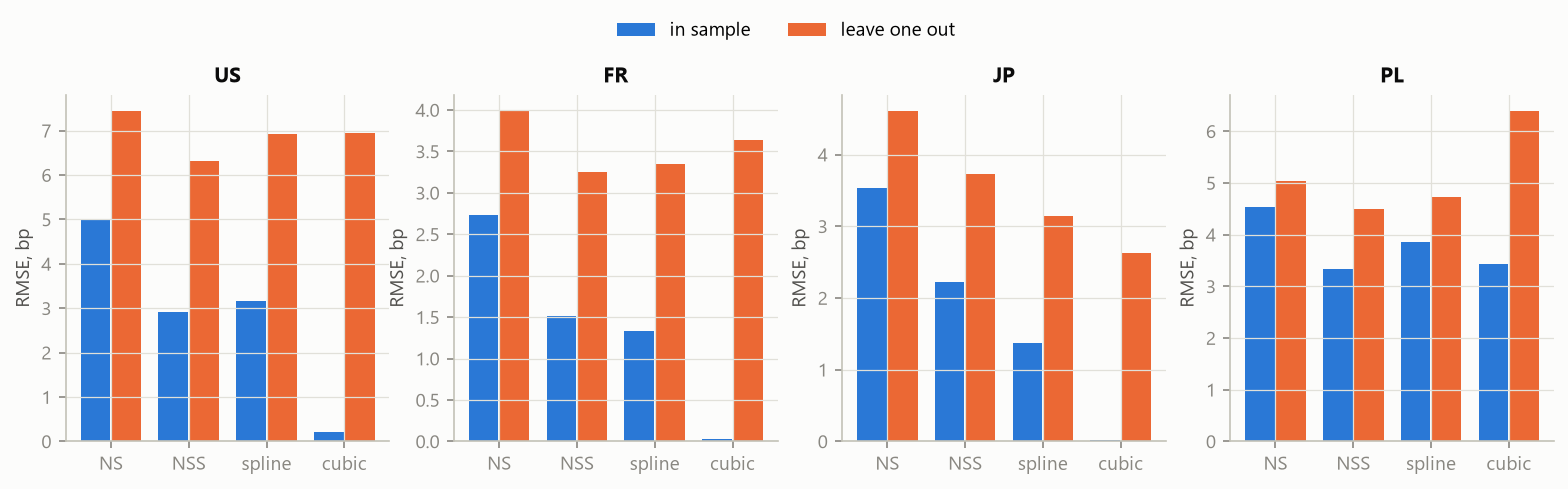 in sample leave one out
US FR JP PL
RMSE, bp
7
6
5
4
3
2
1
0
NS NSS spline cubic
RMSE, bp
4.0
3.5
3.0
2.5
2.0
1.5
1.0
0.5
0.0
NS NSS spline cubic
RMSE, bp
4
3
2
1
0
NS NSS spline cubic
RMSE, bp
6
5
4
3
2
1
0
NS NSS spline cubic